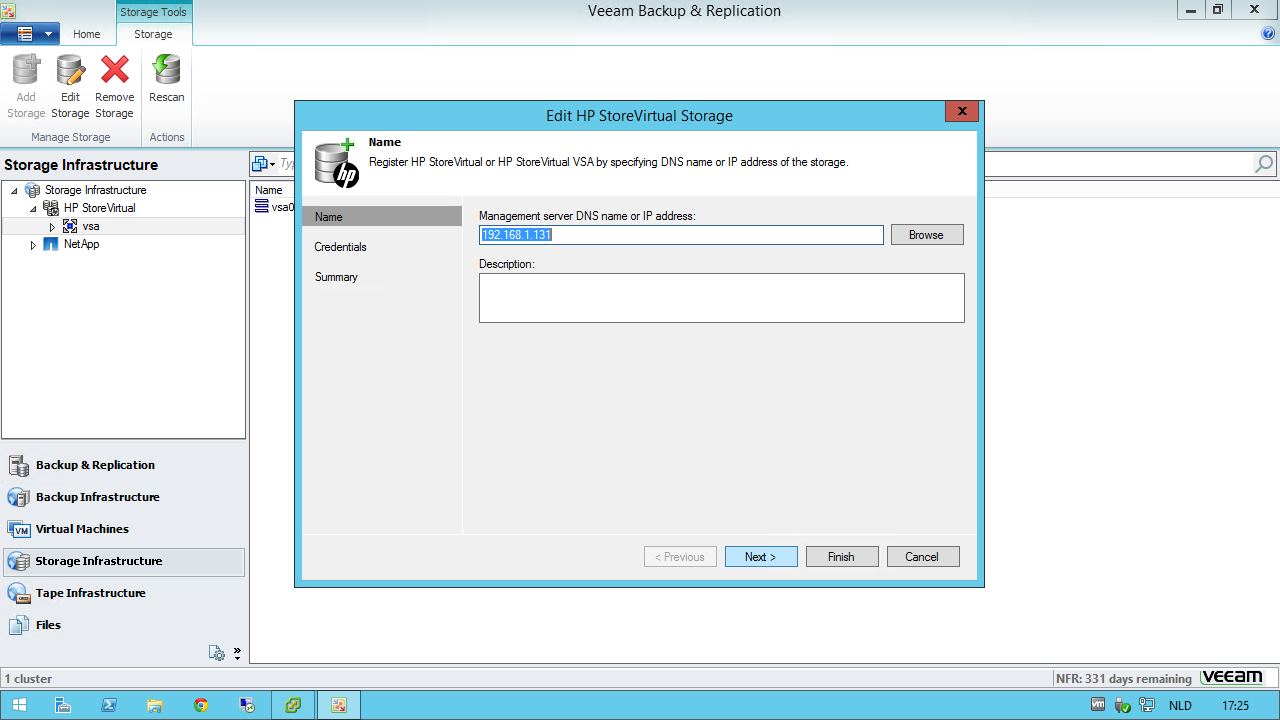 Storage Tools
Veeam Backup & Replication
Home
Storage
Add Storage
Edit Storage
Remove Storage
Rescan
Manage Storage
Actions
Storage Infrastructure
Storage Infrastructure
HP StoreVirtual
vsa
NetApp
Name
Edit HP StoreVirtual Storage
hp
Name
Register HP StoreVirtual or HP StoreVirtual VSA by specifying DNS name or IP address of the storage.
Name
Credentials
Summary
Management server DNS name or IP address:
192.168.1.131
Browse
Description:
< Previous
Next >
Finish
Cancel
Backup & Replication
Backup Infrastructure
VM
Virtual Machines
Storage Infrastructure
Tape Infrastructure
Files
1 cluster
NFR: 331 days remaining
veeam
vm
NLD
17:25